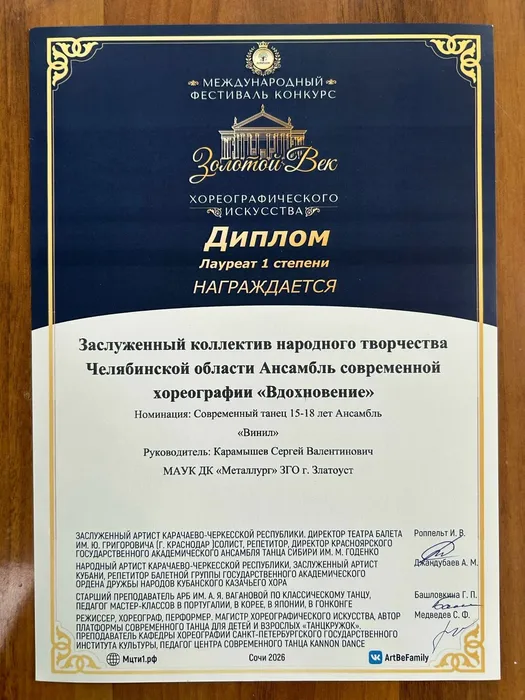 МЕЖДУНАРОДНЫЙ
ФЕСТИВАЛЬ КОНКУРС
Золотой Век
ХОРЕОГРАФИЧЕСКОГО
ИСКУССТВА
Диплом
Лауреат 1 степени
НАГРАЖДАЕТСЯ
Заслуженный коллектив народного творчества
Челябинской области Ансамбль современной
хореографии «Вдохновение»
Номинация: Современный танец 15-18 лет Ансамбль
«Винил»
Руководитель: Карамышев Сергей Валентинович
МАУК ДК «Металлург» ЗГО г. Златоуст
ЗАСЛУЖЕННЫЙ АРТИСТ КАРАЧАЕВО-ЧЕРКЕССКОЙ РЕСПУБЛИКИ. ДИРЕКТОР ТЕАТРА БАЛЕТА
ИМ. Ю. ГРИГОРОВИЧА (Г. КРАСНОДАР )СОЛИСТ, РЕПЕТИТОР, ДИРЕКТОР КРАСНОЯРСКОГО
ГОСУДАРСТВЕННОГО АКАДЕМИЧЕСКОГО АНСАМБЛЯ ТАНЦА СИБИРИ ИМ. М. ГОДЕНКО
Роппельт И. В.
НАРОДНЫЙ АРТИСТ КАРАЧАЕВО-ЧЕРКЕССКОЙ РЕСПУБЛИКИ, ЗАСЛУЖЕННЫЙ АРТИСТ
КУБАНИ, РЕПЕТИТОР БАЛЕТНОЙ ГРУППЫ ГОСУДАРСТВЕННОГО АКАДЕМИЧЕСКОГО
ОРДЕНА ДРУЖБЫ НАРОДОВ КУБАНСКОГО КАЗАЧЬЕГО ХОРА
Джандубаев А. М.
СТАРШИЙ ПРЕПОДАВАТЕЛЬ АРБ ИМ. А. Я. ВАГАНОВОЙ ПО КЛАССИЧЕСКОМУ ТАНЦУ,
ПЕДАГОГ МАСТЕР-КЛАССОВ В ПОРТУГАЛИИ, В КОРЕЕ, В ЯПОНИИ, В ГОНКОНГЕ
Башловкина Г. П.
РЕЖИССЕР, ХОРЕОГРАФ, ПЕРФОРМЕР, МАГИСТР ХОРЕОГРАФИЧЕСКОГО ИСКУССТВА, АВТОР
ПЛАТФОРМЫ СОВРЕМЕННОГО ТАНЦА ДЛЯ ДЕТЕЙ И ВЗРОСЛЫХ «ТАНЦКРУЖОК».
ПРЕПОДАВАТЕЛЬ КАФЕДРЫ ХОРЕОГРАФИИ САНКТ-ПЕТЕРБУРГСКОГО ГОСУДАРСТВЕННОГО
ИНСТИТУТА КУЛЬТУРЫ, ПЕДАГОГ ЦЕНТРА СОВРЕМЕННОГО ТАНЦА KANNON DANCE
Медведев С. Ф.
Мцти1.рф
Сочи 2026
ArtBeFamily